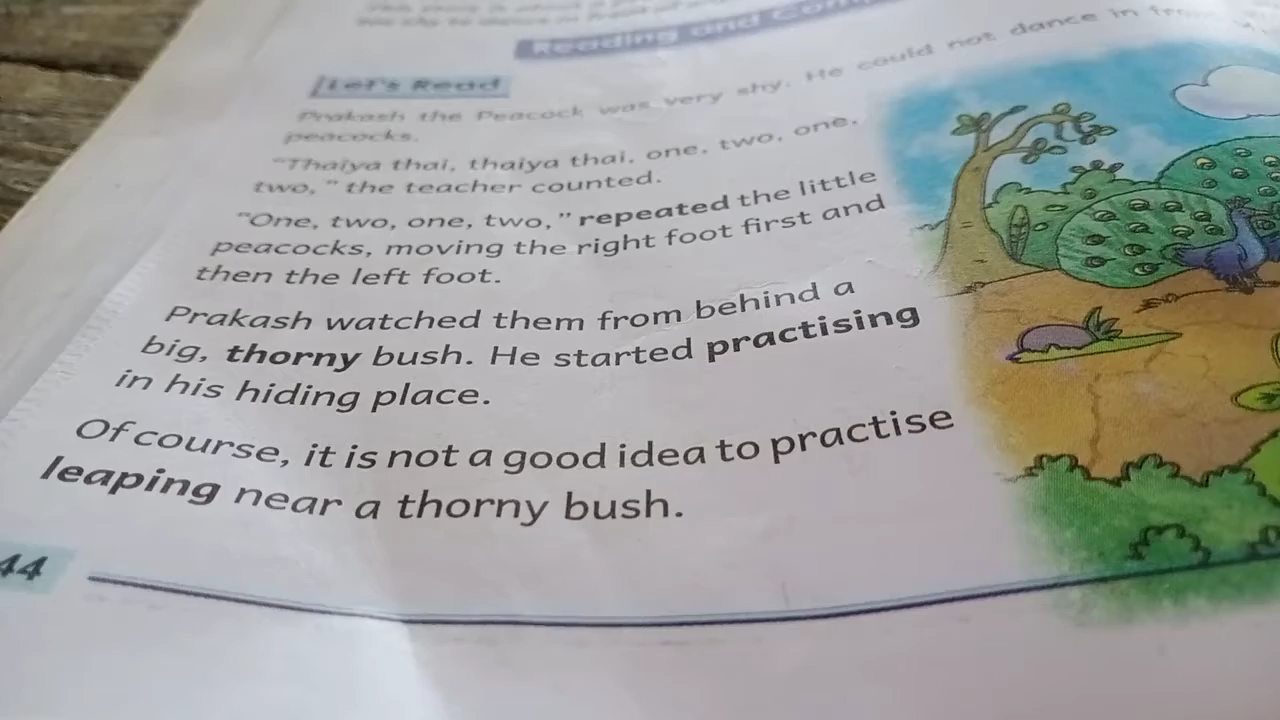 Reading and
Let's Read
Prakash the Peacock was very shy. He could not dance in
peacocks.
"Thaiya thai, thaiya thai, one, two, one,
two," the teacher counted.
"One, two, one, two," repeated the little
peacocks, moving the right foot first and
then the left foot.
Prakash watched them from behind a
big, thorny bush. He started practising
in his hiding place.
Of course, it is not a good idea to practise
leaping near a thorny bush.
44